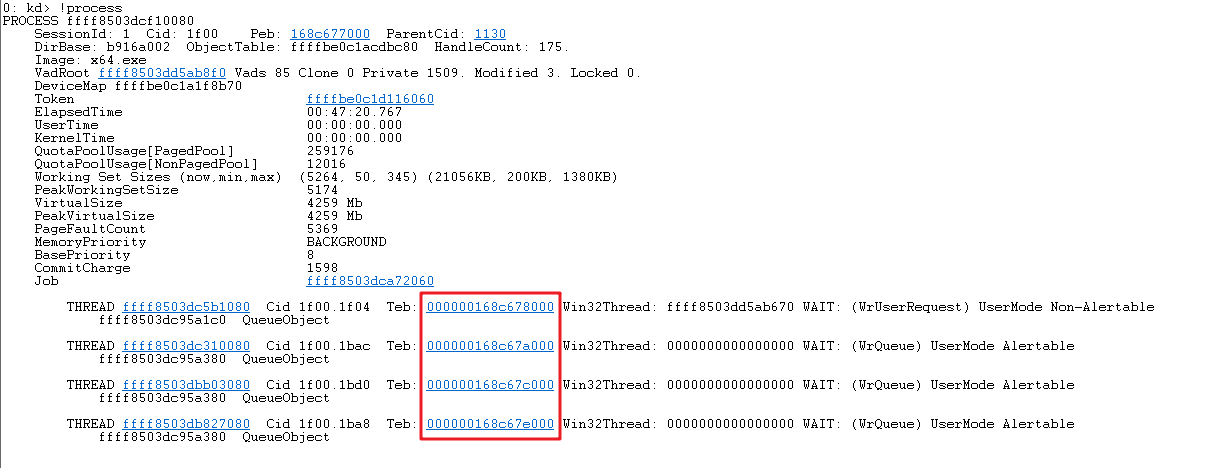 0: kd> !process
PROCESS ffff8503dcf10080
SessionId: 1 Cid: 1f00 Peb: 168c677000 ParentCid: 1130
DirBase: b916a002 ObjectTable: ffffbe0c1acdbc80 HandleCount: 175.
Image: x64.exe
VadRoot ffff8503dd5ab8f0 Vads 85 Clone 0 Private 1509. Modified 3. Locked 0.
DeviceMap ffffbe0c1a1f8b70
Token ffffbe0c1d116060
ElapsedTime 00:47:20.767
UserTime 00:00:00.000
KernelTime 00:00:00.000
QuotaPoolUsage[PagedPool] 259176
QuotaPoolUsage[NonPagedPool] 12016
Working Set Sizes (now,min,max) (5264, 50, 345) (21056KB, 200KB, 1380KB)
PeakWorkingSetSize 5174
VirtualSize 4259 Mb
PeakVirtualSize 4259 Mb
PageFaultCount 5369
MemoryPriority BACKGROUND
BasePriority 8
CommitCharge 1598
Job ffff8503dca72060
THREAD ffff8503dc5b1080 Cid 1f00.1f04 Teb: 000000168c678000 Win32Thread: ffff8503dd5ab670 WAIT: (WrUserRequest) UserMode Non-Alertable
ffff8503dc95a1c0 QueueObject
THREAD ffff8503dc310080 Cid 1f00.1bac Teb: 000000168c67a000 Win32Thread: 0000000000000000 WAIT: (WrQueue) UserMode Alertable
ffff8503dc95a380 QueueObject
THREAD ffff8503dbb03080 Cid 1f00.1bd0 Teb: 000000168c67c000 Win32Thread: 0000000000000000 WAIT: (WrQueue) UserMode Alertable
ffff8503dc95a380 QueueObject
THREAD ffff8503db827080 Cid 1f00.1ba8 Teb: 000000168c67e000 Win32Thread: 0000000000000000 WAIT: (WrQueue) UserMode Alertable
ffff8503dc95a380 QueueObject